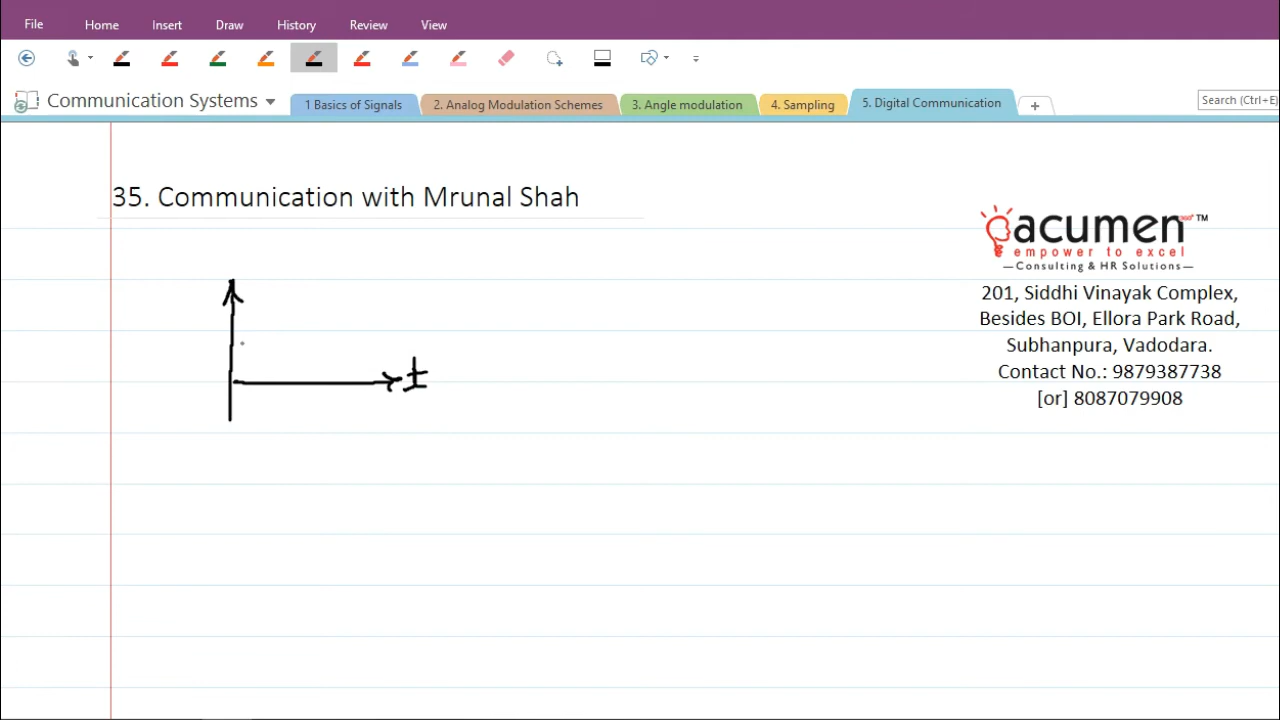 File Home Insert Draw History Review View
Communication Systems 1 Basics of Signals 2. Analog Modulation Schemes 3. Angle modulation 4. Sampling 5. Digital Communication + Search (Ctrl+E)
35. Communication with Mrunal Shah
acumen 360° ™
empower to excel
Consulting & HR Solutions
201, Siddhi Vinayak Complex,
Besides BOI, Ellora Park Road,
Subhanpura, Vadodara.
Contact No.: 9879387738
[or] 8087079908
t